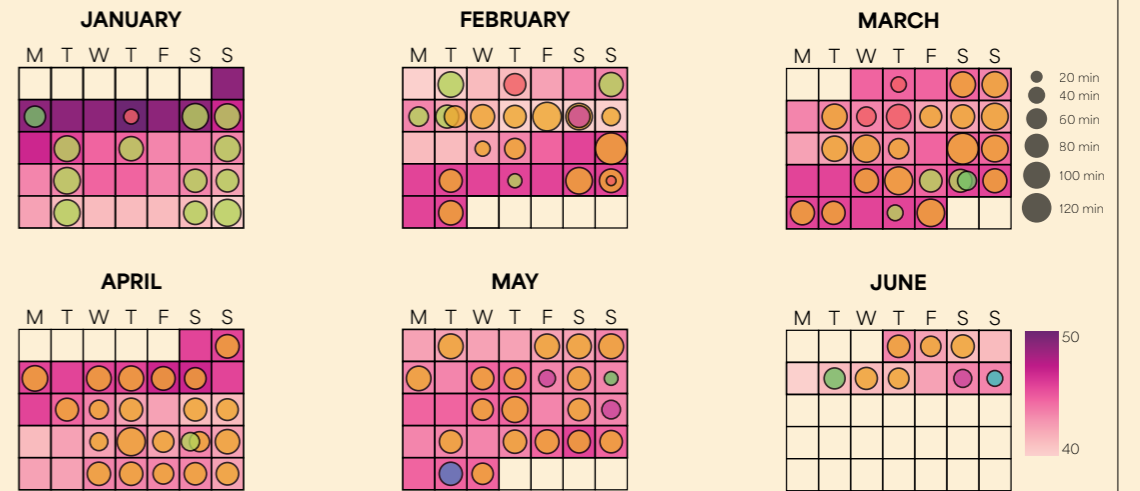 JANUARY
M T W T F S S
FEBRUARY
M T W T F S S
MARCH
M T W T F S S
20 min
40 min
60 min
80 min
100 min
120 min
APRIL
M T W T F S S
MAY
M T W T F S S
JUNE
M T W T F S S
50
40